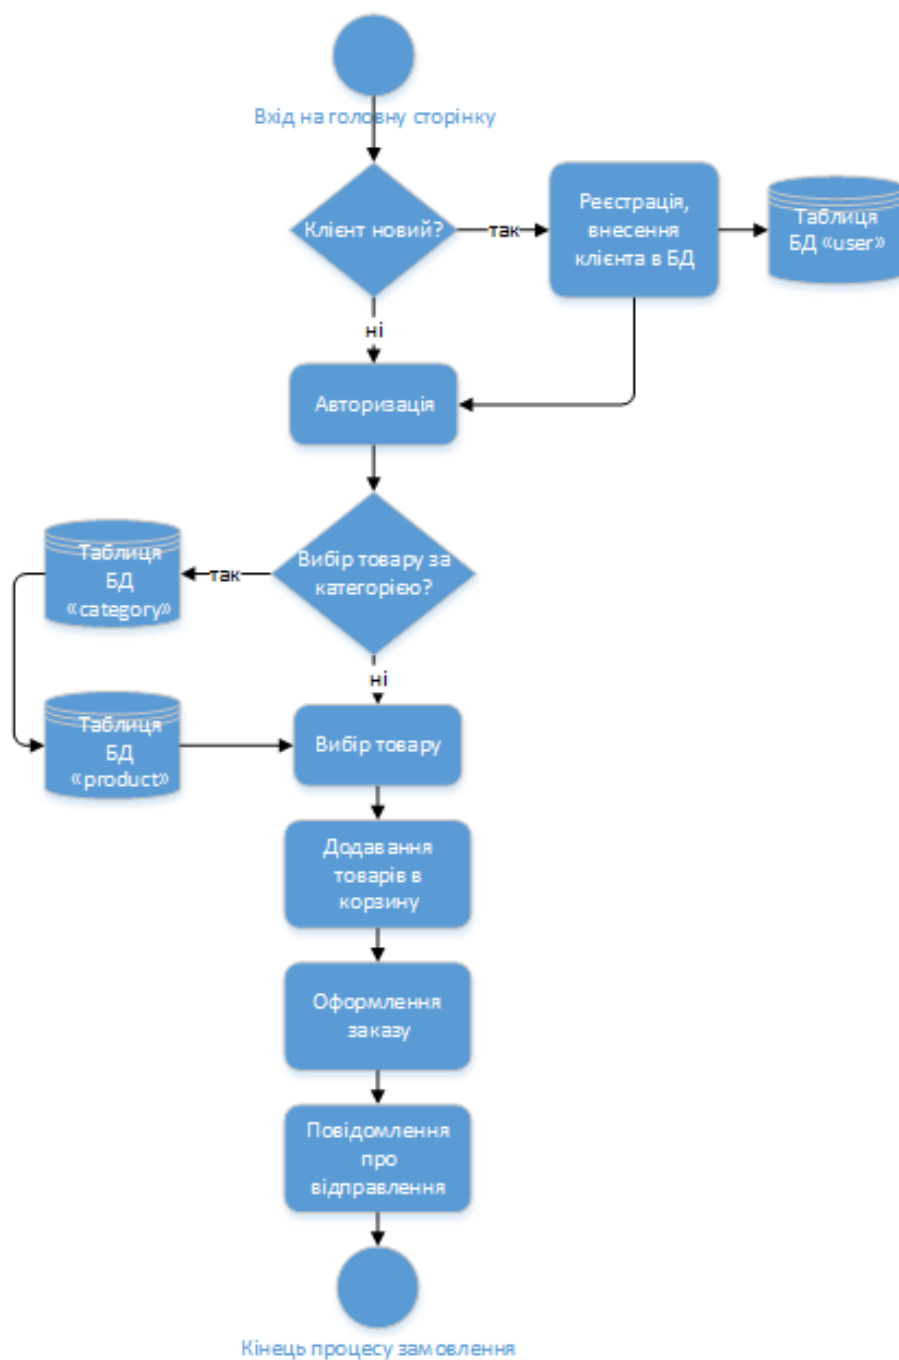 Вхід на головну сторінку
Клієнт новий?
так
Реєстрація,
внесення
клієнта в БД
Таблиця
БД «user»
ні
Авторизація
Вибір товару за
категорією?
так
Таблиця
БД
«category»
ні
Таблиця
БД
«product»
Вибір товару
Додавання
товарів в
корзину
Оформлення
заказу
Повідомлення
про
відправлення
Кінець процесу замовлення